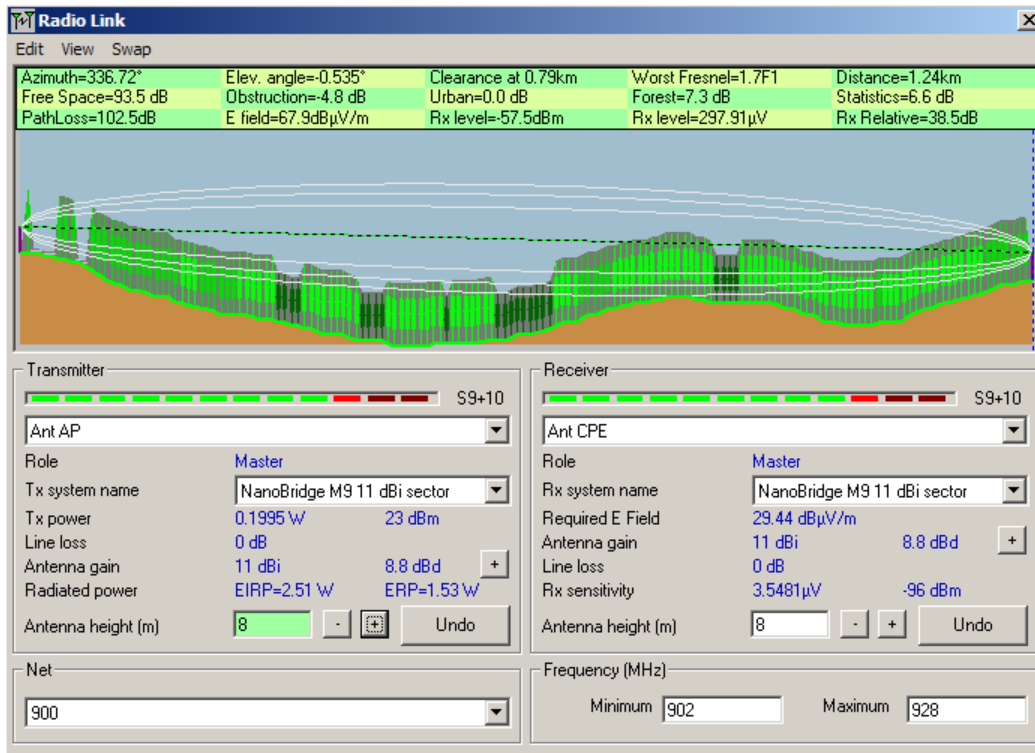 Radio Link
Edit View Swap
Azimuth=336.72° Elev. angle=-0.535° Clearance at 0.79km Worst Fresnel=1.7F1 Distance=1.24km
Free Space=93.5 dB Obstruction=-4.8 dB Urban=0.0 dB Forest=7.3 dB Statistics=6.6 dB
PathLoss=102.5dB E field=67.9dBµV/m Rx level=-57.5dBm Rx level=297.91µV Rx Relative=38.5dB
Transmitter
S9+10
Ant AP
Role Master
Tx system name NanoBridge M9 11 dBi sector
Tx power 0.1995 W 23 dBm
Line loss 0 dB
Antenna gain 11 dBi 8.8 dBd +
Radiated power EIRP=2.51 W ERP=1.53 W
Antenna height (m) 8 - + Undo
Net
900
Receiver
S9+10
Ant CPE
Role Master
Rx system name NanoBridge M9 11 dBi sector
Required E Field 29.44 dBµV/m
Antenna gain 11 dBi 8.8 dBd +
Line loss 0 dB
Rx sensitivity 3.5481µV -96 dBm
Antenna height (m) 8 - + Undo
Frequency (MHz)
Minimum 902 Maximum 928